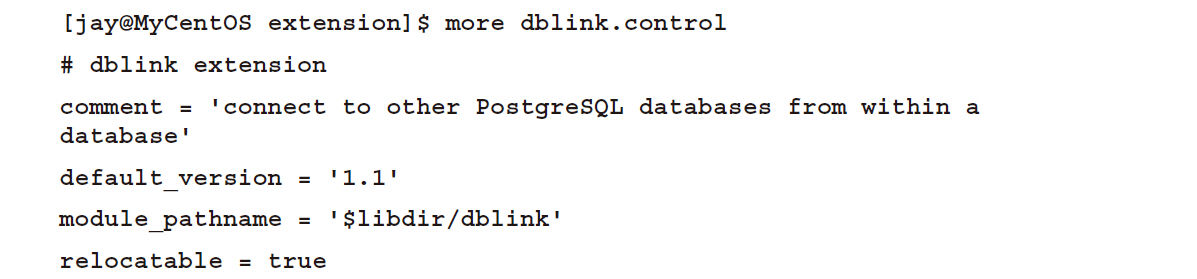 [jay@MyCentOS extension]$ more dblink.control
# dblink extension
comment = 'connect to other PostgreSQL databases from within a
database'
default_version = '1.1'
module_pathname = '$libdir/dblink'
relocatable = true